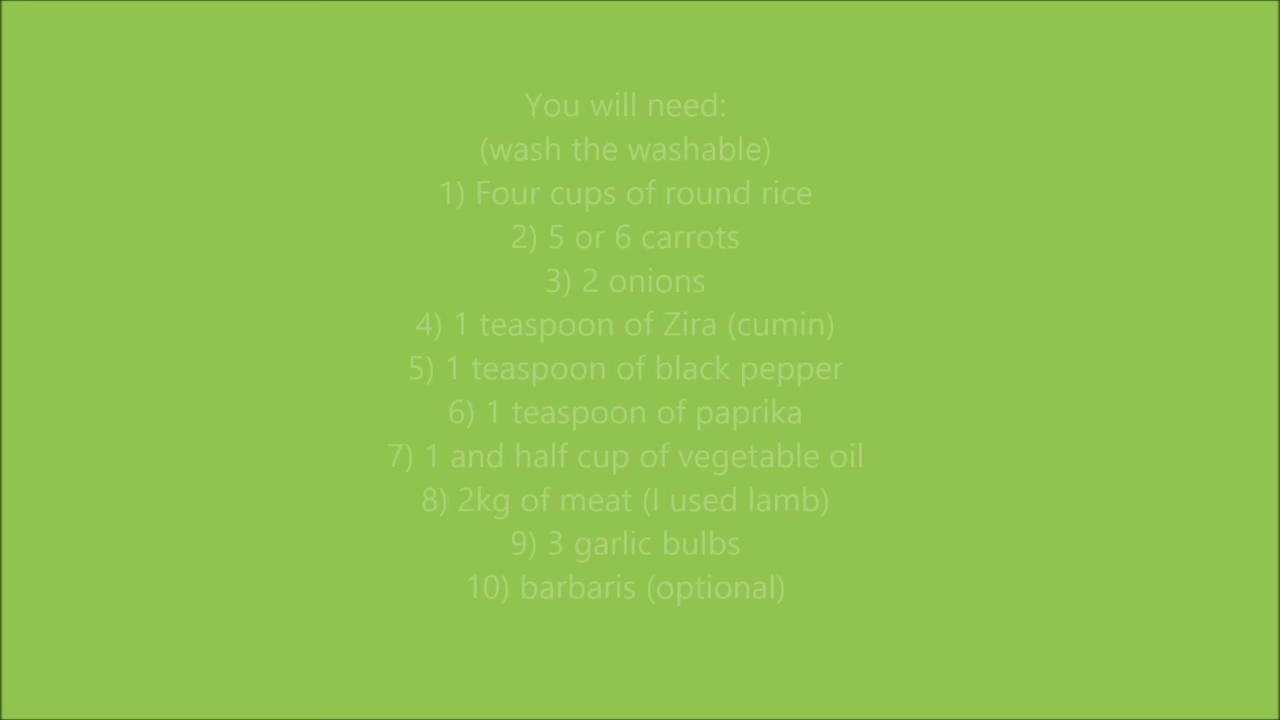 You will need:
(wash the washable)
1) Four cups of round rice
2) 5 or 6 carrots
3) 2 onions
4) 1 teaspoon of Zira (cumin)
5) 1 teaspoon of black pepper
6) 1 teaspoon of paprika
7) 1 and half cup of vegetable oil
8) 2kg of meat (I used lamb)
9) 3 garlic bulbs
10) barbaris (optional)